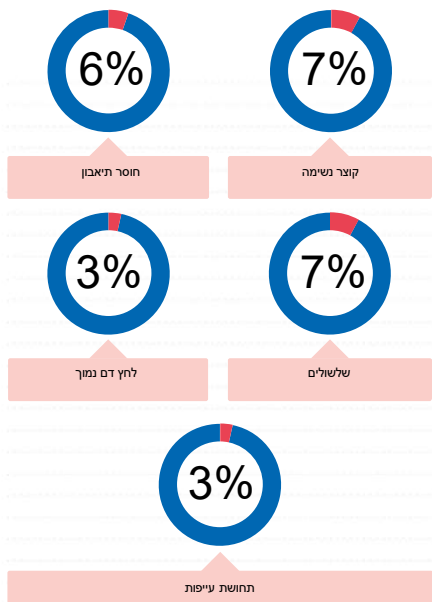 7%
קוצר נשימה
6%
חוסר תיאבון
7%
שלשולים
3%
לחץ דם נמוך
3%
תחושת עייפות